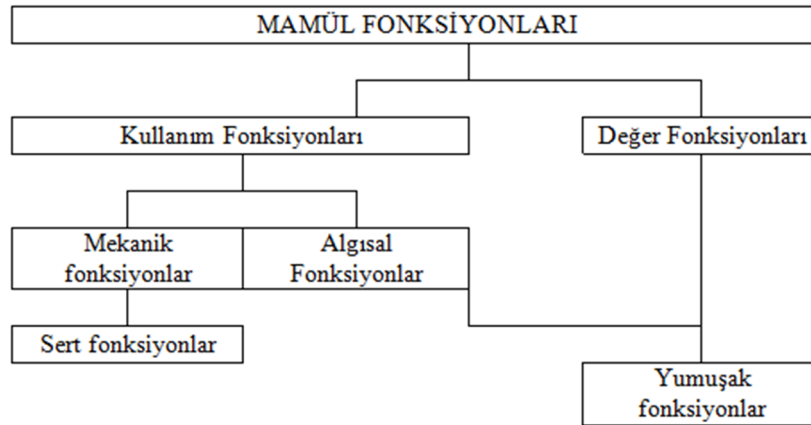 MAMÜL FONKSİYONLARI
Kullanım Fonksiyonları
Değer Fonksiyonları
Mekanik
fonksiyonlar
Algısal
Fonksiyonlar
Sert fonksiyonlar
Yumuşak
fonksiyonlar